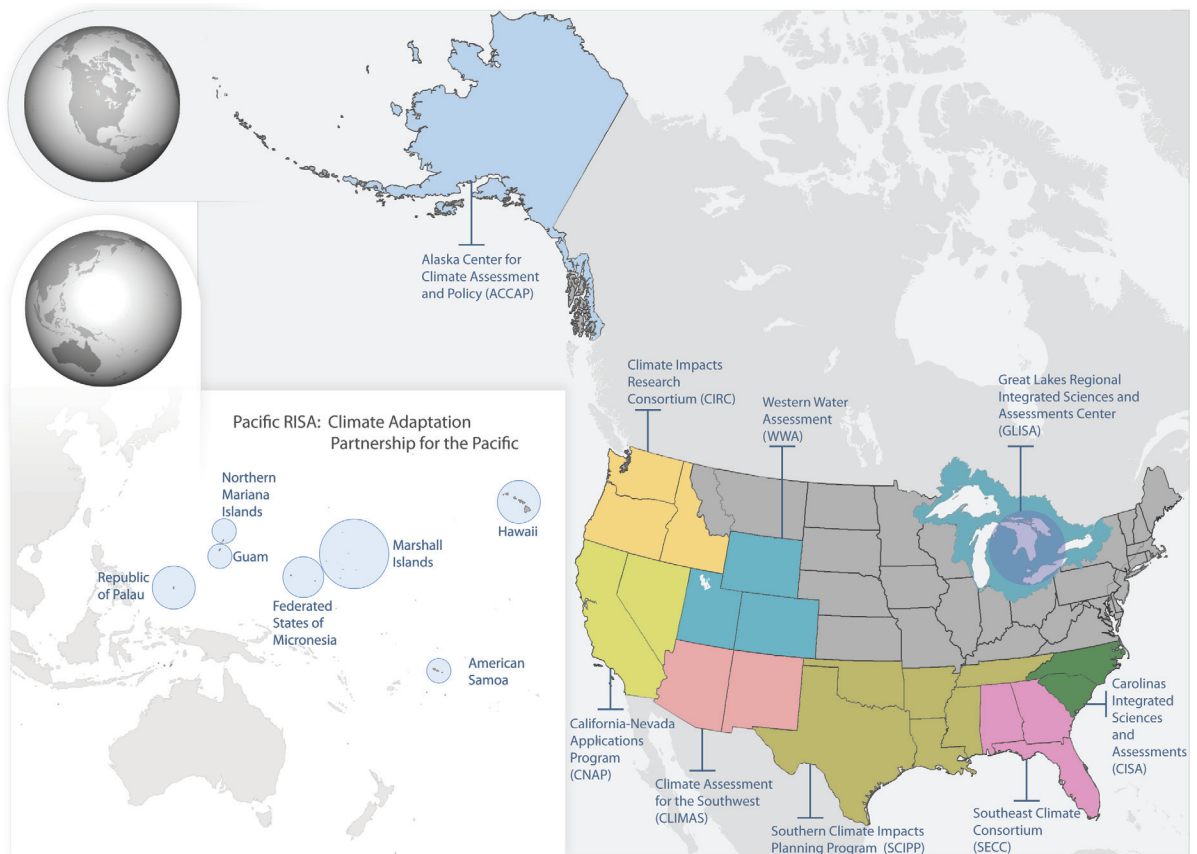 Alaska Center for
Climate Assessment
and Policy (ACCAP)
Climate Impacts
Research
Consortium (CIRC)
Western Water
Assessment
(WWA)
Great Lakes Regional
Integrated Sciences and
Assessments Center
(GLISA)
Pacific RISA: Climate Adaptation
Partnership for the Pacific
Northern
Mariana
Islands
Guam
Republic
of Palau
Federated
States of
Micronesia
Marshall
Islands
Hawaii
American
Samoa
California-Nevada
Applications
Program
(CNAP)
Climate Assessment
for the Southwest
(CLIMAS)
Southern Climate Impacts
Planning Program (SCIPP)
Southeast Climate
Consortium
(SECC)
Carolinas
Integrated
Sciences
and
Assessments
(CISA)